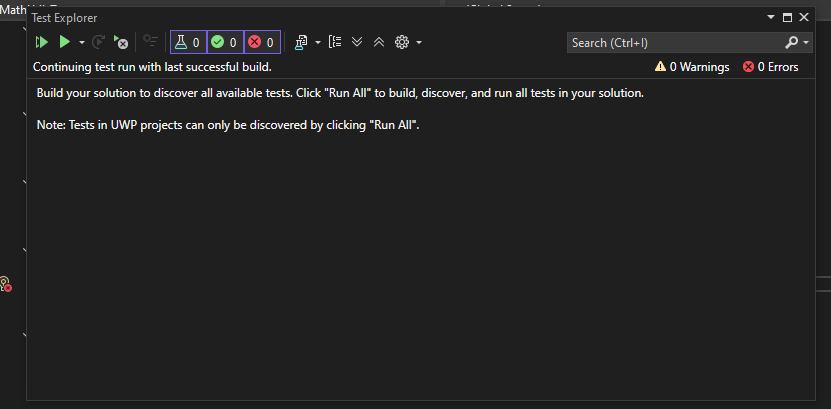 Test Explorer
0 0 0
Search (Ctrl+I)
Continuing test run with last successful build.
0 Warnings 0 Errors
Build your solution to discover all available tests. Click "Run All" to build, discover, and run all tests in your solution.
Note: Tests in UWP projects can only be discovered by clicking "Run All".